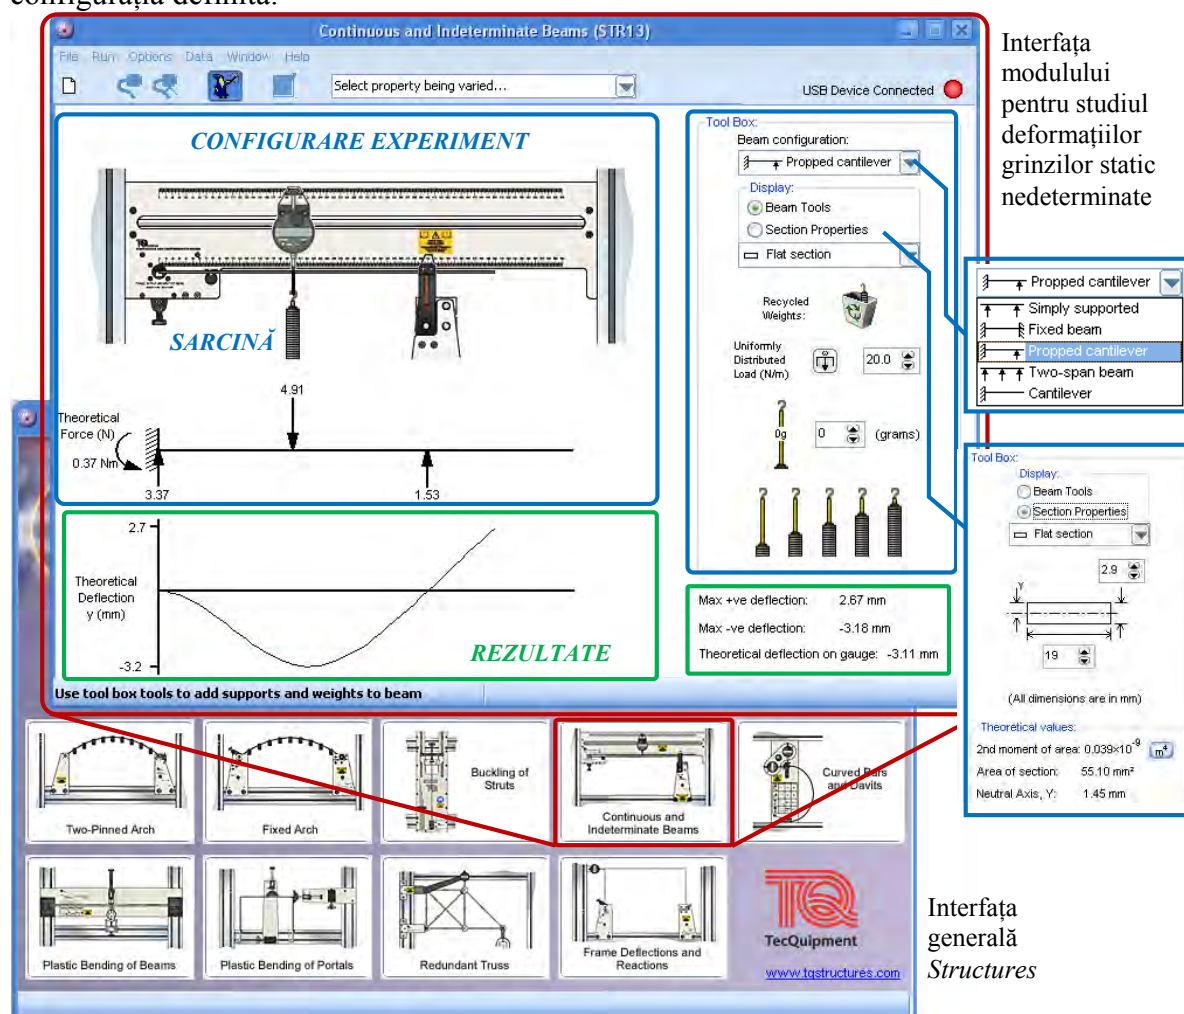 configurația definită.
Continuous and Indeterminate Beams (STR13)
File Run Options Data Window Help
Select property being varied...
USB Device Connected
Interfața
modulului
pentru studiul
deformațiilor
grinzilor static
nedeterminate
CONFIGURARE EXPERIMENT
SARCINĂ
Tool Box:
Beam configuration:
Propped cantilever
Display:
Beam Tools
Section Properties
Flat section
Recycled
Weights:
Uniformly
Distributed
Load (N/m)
20.0
0g
0
(grams)
Propped cantilever
Simply supported
Fixed beam
Propped cantilever
Two-span beam
Cantilever
4.91
Theoretical
Force (N)
0.37 Nm
3.37
1.53
2.7
Theoretical
Deflection
y (mm)
-3.2
REZULTATE
Max +ve deflection: 2.67 mm
Max -ve deflection: -3.18 mm
Theoretical deflection on gauge: -3.11 mm
Use tool box tools to add supports and weights to beam
Tool Box:
Display:
Beam Tools
Section Properties
Flat section
2.9
Y
19
(All dimensions are in mm)
Theoretical values:
2nd moment of area: 0.039×10⁻⁹ m⁴
Area of section: 55.10 mm²
Neutral Axis, Y: 1.45 mm
Two-Pinned Arch
Fixed Arch
Buckling of
Struts
Continuous and
Indeterminate Beams
Curved Bars
and Davits
Plastic Bending of Beams
Plastic Bending of Portals
Redundant Truss
Frame Deflections and
Reactions
TQ
TecQuipment
www.tqstructures.com
Interfața
generală
Structures